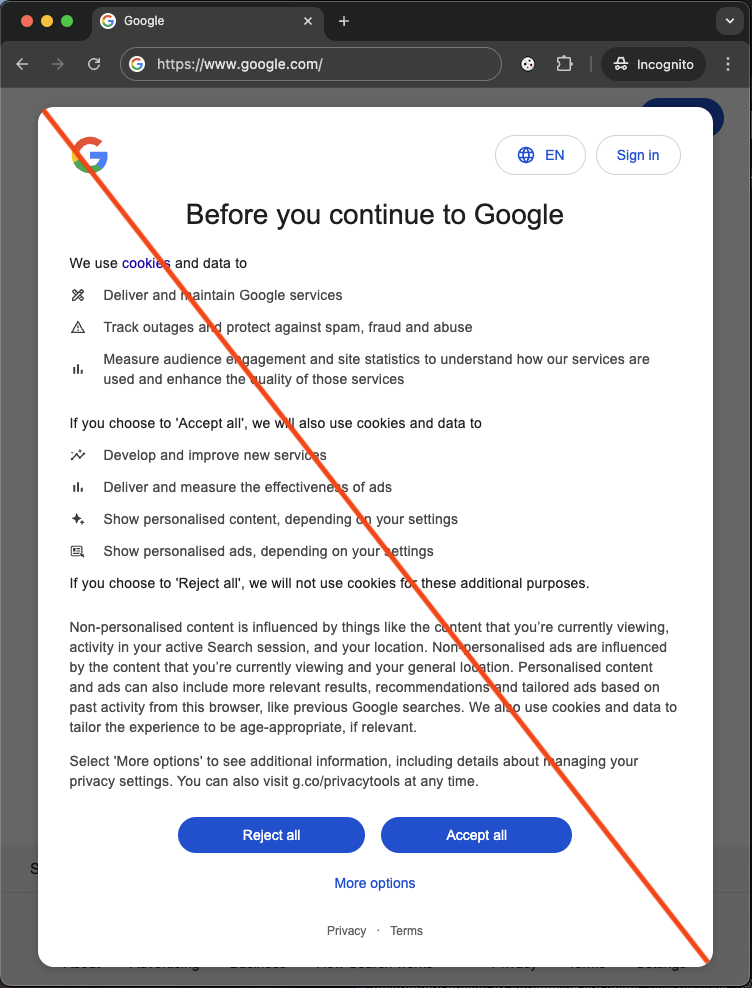 Google
https://www.google.com/
Incognito
EN
Sign in
Before you continue to Google
We use cookies and data to
Deliver and maintain Google services
Track outages and protect against spam, fraud and abuse
Measure audience engagement and site statistics to understand how our services are
used and enhance the quality of those services
If you choose to 'Accept all', we will also use cookies and data to
Develop and improve new services
Deliver and measure the effectiveness of ads
Show personalised content, depending on your settings
Show personalised ads, depending on your settings
If you choose to 'Reject all', we will not use cookies for these additional purposes.
Non-personalised content is influenced by things like the content that you’re currently viewing,
activity in your active Search session, and your location. Non-personalised ads are influenced
by the content that you’re currently viewing and your general location. Personalised content
and ads can also include more relevant results, recommendations and tailored ads based on
past activity from this browser, like previous Google searches. We also use cookies and data to
tailor the experience to be age-appropriate, if relevant.
Select 'More options' to see additional information, including details about managing your
privacy settings. You can also visit g.co/privacytools at any time.
Reject all
Accept all
More options
Privacy · Terms